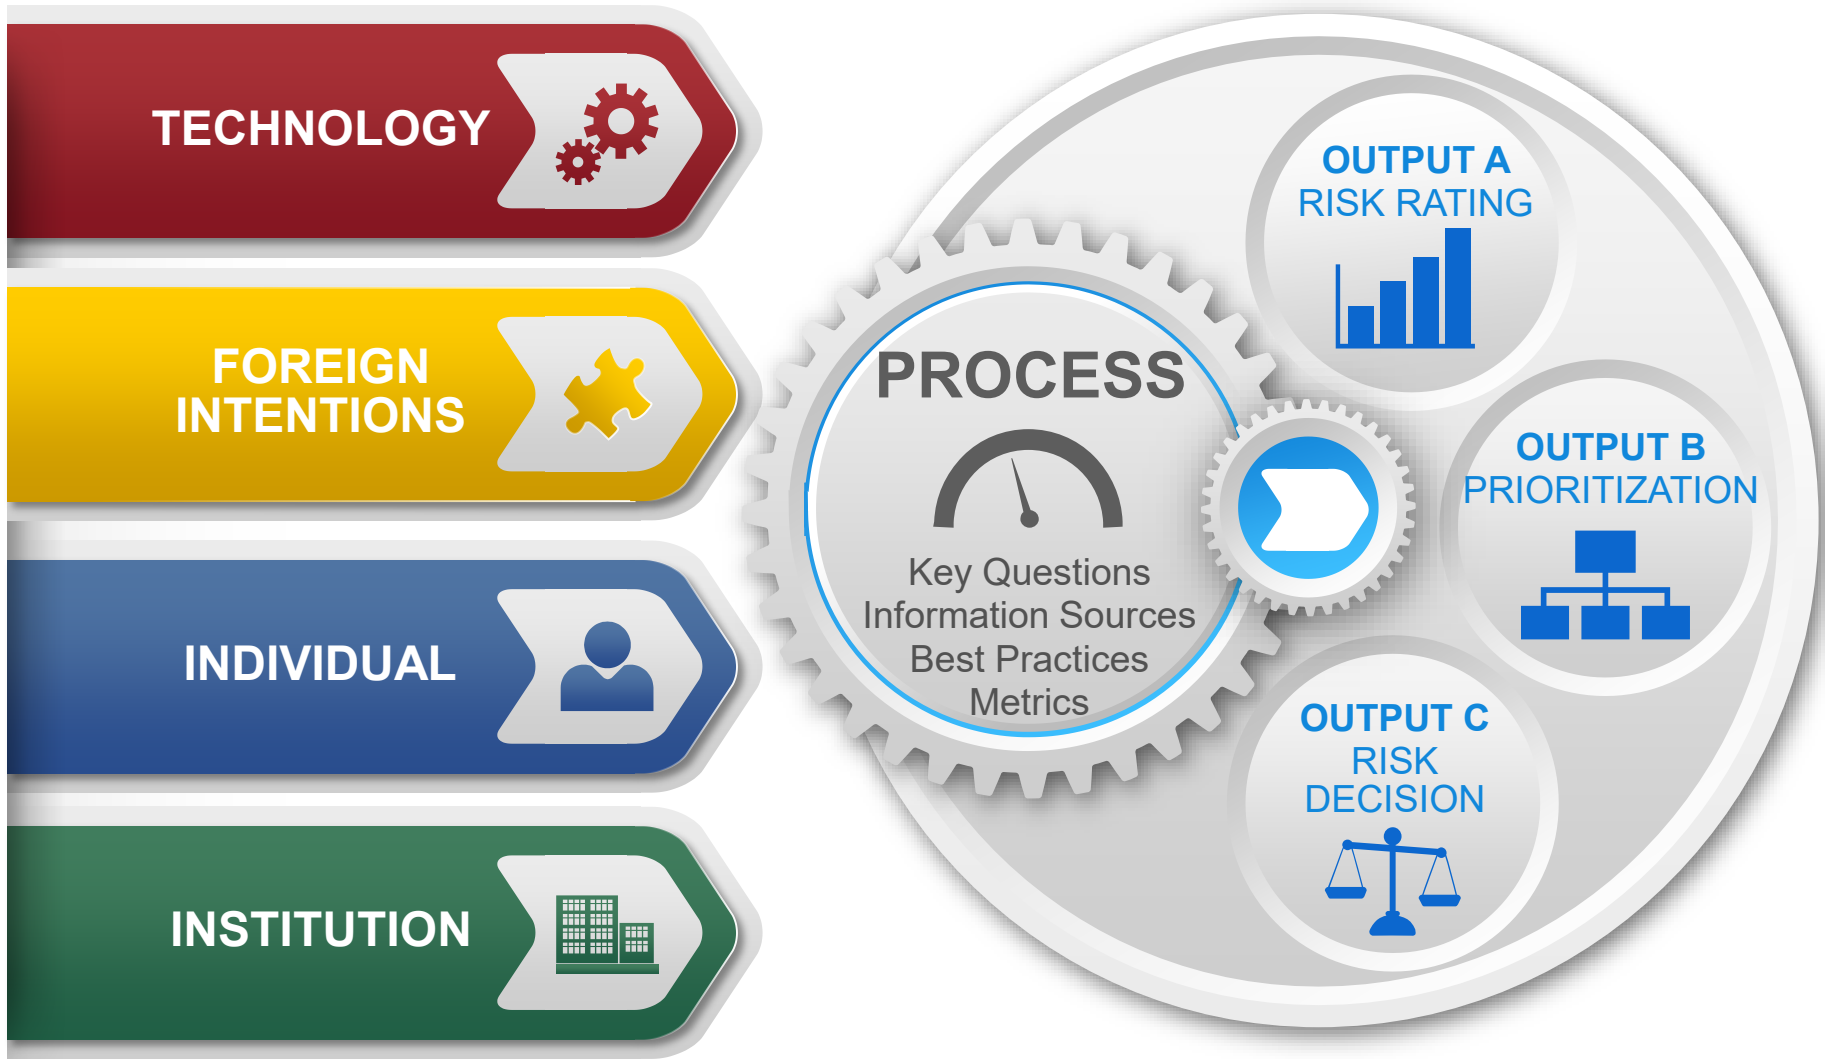 TECHNOLOGY
FOREIGN
INTENTIONS
INDIVIDUAL
INSTITUTION
PROCESS
Key Questions
Information Sources
Best Practices
Metrics
OUTPUT A
RISK RATING
OUTPUT B
PRIORITIZATION
OUTPUT C
RISK
DECISION